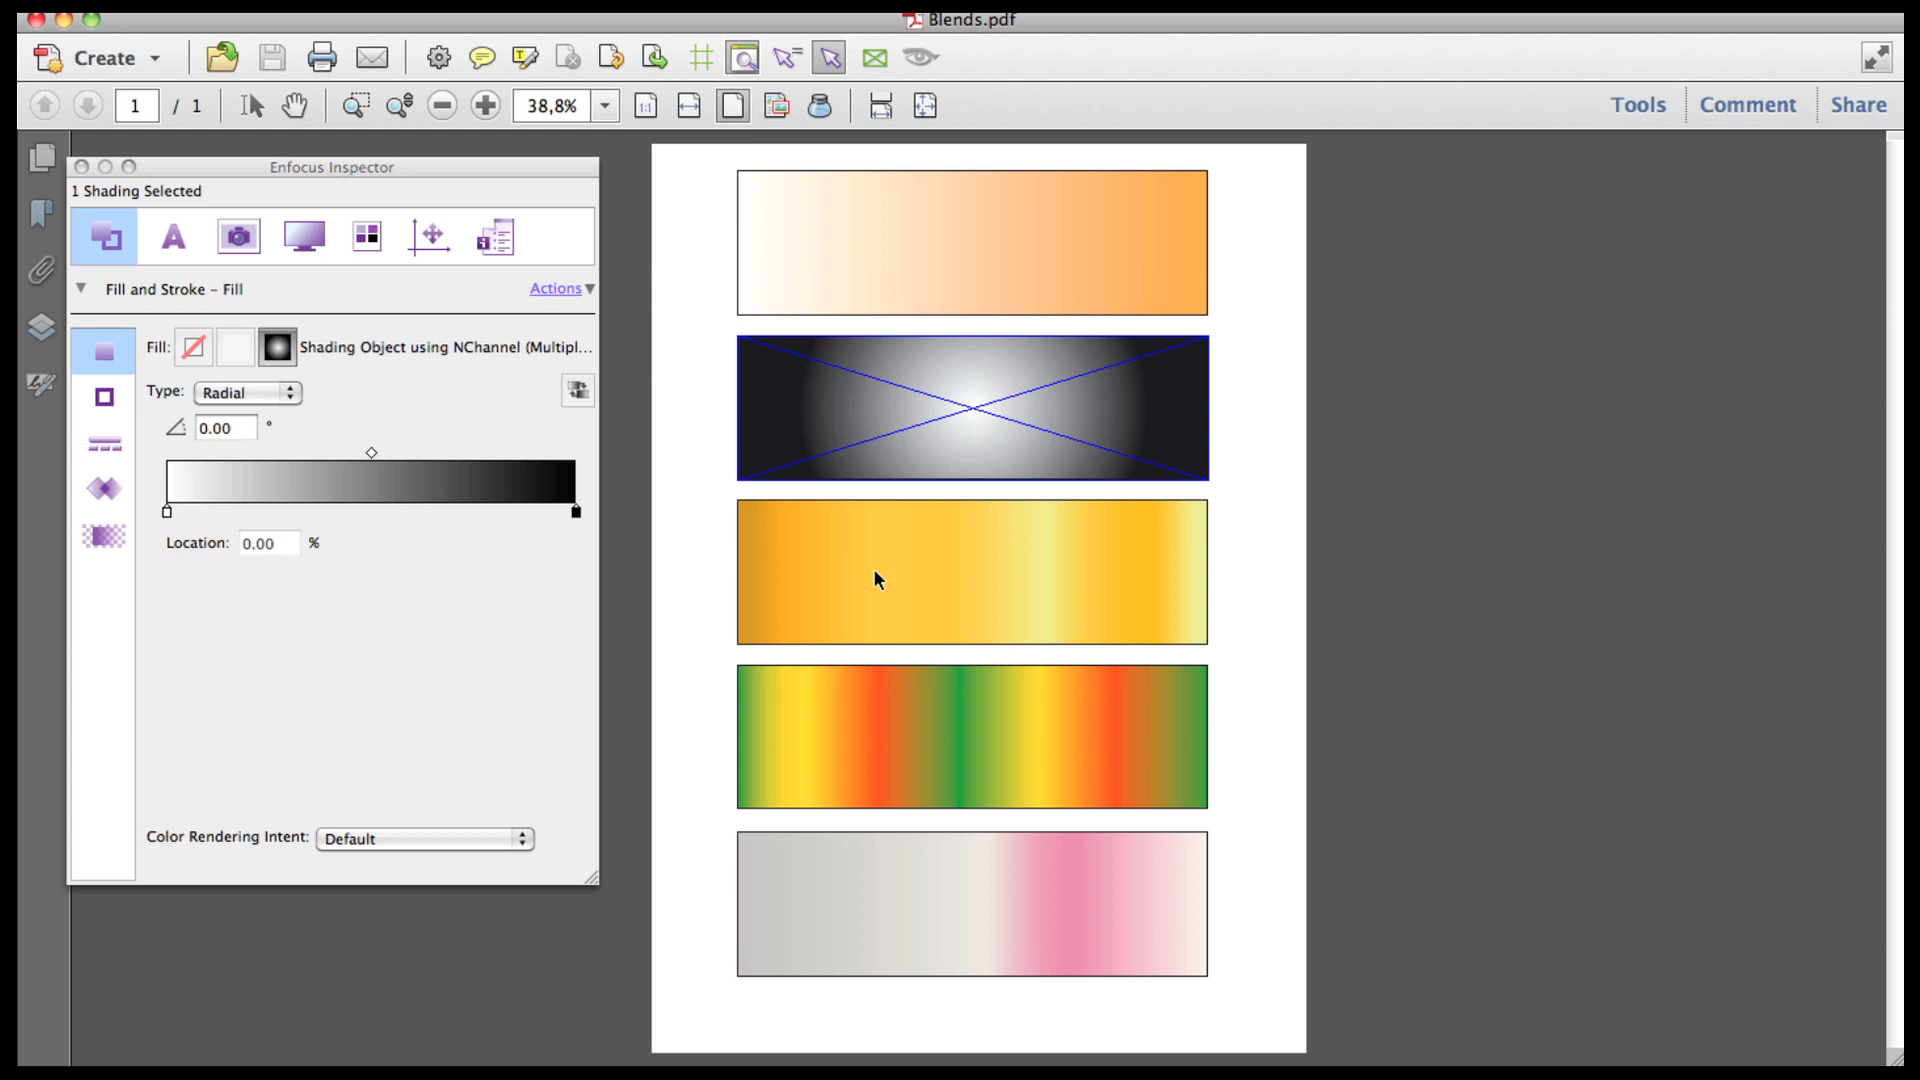 Blends.pdf
Create
1 / 1
38,8%
Tools
Comment
Share
Enfocus Inspector
1 Shading Selected
Fill and Stroke – Fill
Actions
Fill:
Shading Object using NChannel (Multipl...
Type:
Radial
0.00 °
Location: 0.00 %
Color Rendering Intent: Default